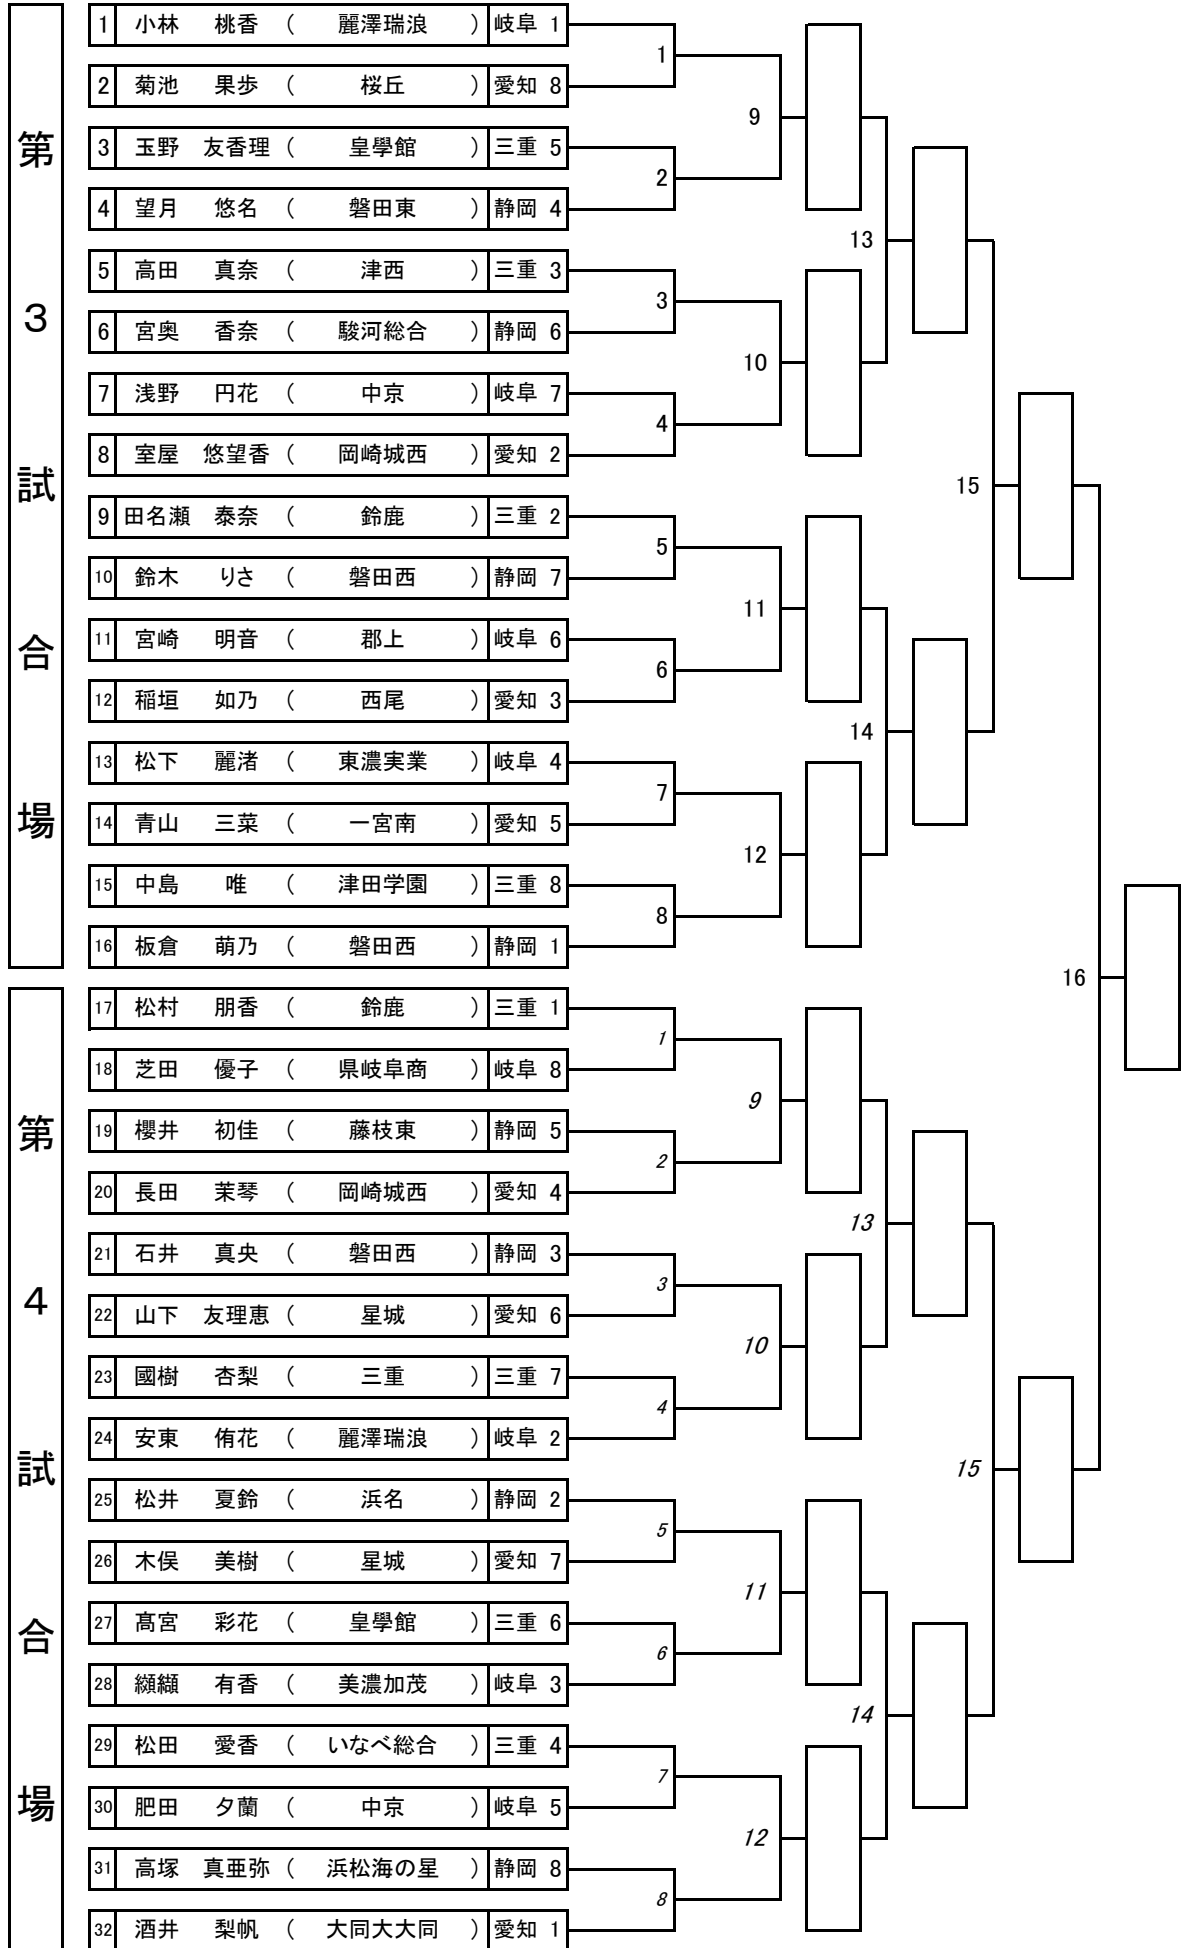 第3試合場
1 小林 桃香 ( 麗澤瑞浪 ) 岐阜 1
2 菊池 果歩 ( 桜丘 ) 愛知 8
3 玉野 友香理 ( 皇學館 ) 三重 5
4 望月 悠名 ( 磐田東 ) 静岡 4
5 高田 真奈 ( 津西 ) 三重 3
6 宮奥 香奈 ( 駿河総合 ) 静岡 6
7 浅野 円花 ( 中京 ) 岐阜 7
8 室屋 悠望香 ( 岡崎城西 ) 愛知 2
9 田名瀬 泰奈 ( 鈴鹿 ) 三重 2
10 鈴木 りさ ( 磐田西 ) 静岡 7
11 宮崎 明音 ( 郡上 ) 岐阜 6
12 稲垣 如乃 ( 西尾 ) 愛知 3
13 松下 麗渚 ( 東濃実業 ) 岐阜 4
14 青山 三菜 ( 一宮南 ) 愛知 5
15 中島 唯 ( 津田学園 ) 三重 8
16 板倉 萌乃 ( 磐田西 ) 静岡 1
1
2
3
4
5
6
7
8
9
10
11
12
13
14
15
16
第4試合場
17 松村 朋香 ( 鈴鹿 ) 三重 1
18 芝田 優子 ( 県岐阜商 ) 岐阜 8
19 櫻井 初佳 ( 藤枝東 ) 静岡 5
20 長田 茉琴 ( 岡崎城西 ) 愛知 4
21 石井 真央 ( 磐田西 ) 静岡 3
22 山下 友理恵 ( 星城 ) 愛知 6
23 國樹 杏梨 ( 三重 ) 三重 7
24 安東 侑花 ( 麗澤瑞浪 ) 岐阜 2
25 松井 夏鈴 ( 浜名 ) 静岡 2
26 木俣 美樹 ( 星城 ) 愛知 7
27 髙宮 彩花 ( 皇學館 ) 三重 6
28 纐纈 有香 ( 美濃加茂 ) 岐阜 3
29 松田 愛香 ( いなべ総合 ) 三重 4
30 肥田 夕蘭 ( 中京 ) 岐阜 5
31 高塚 真亜弥 ( 浜松海の星 ) 静岡 8
32 酒井 梨帆 ( 大同大大同 ) 愛知 1
1
2
3
4
5
6
7
8
9
10
11
12
13
14
15